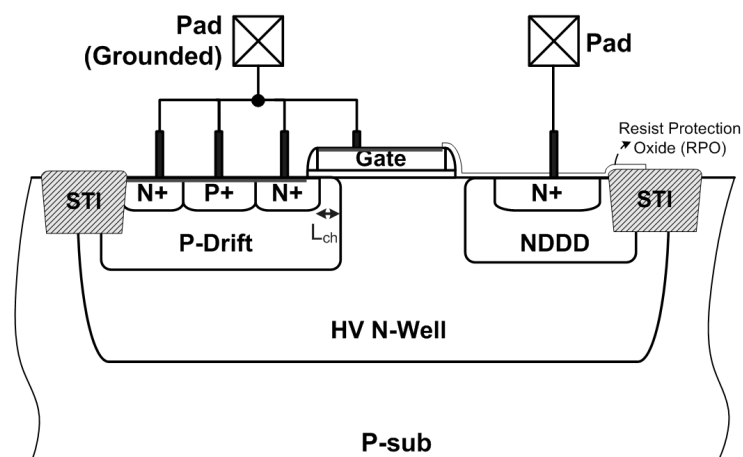 Pad
(Grounded)
Pad
Resist Protection
Oxide (RPO)
Gate
STI
N+
P+
N+
N+
STI
Lch
P-Drift
NDDD
HV N-Well
P-sub